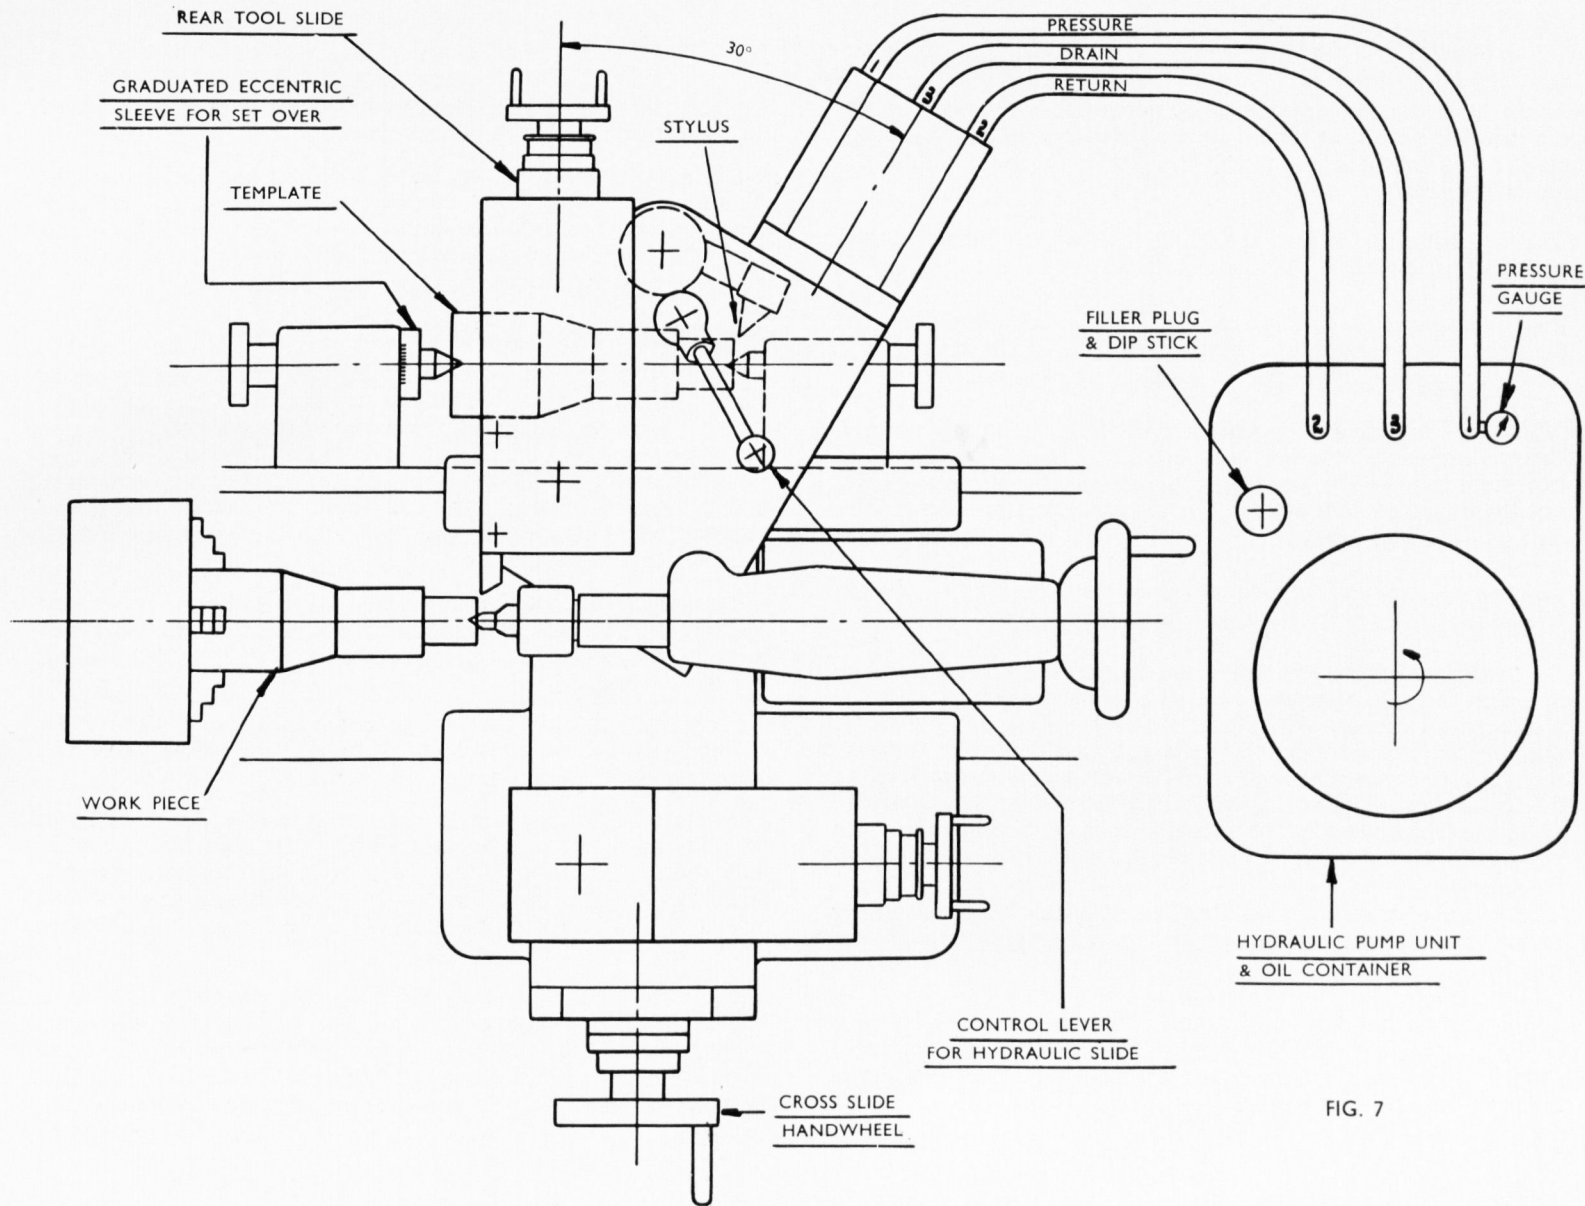 REAR TOOL SLIDE
GRADUATED ECCENTRIC
SLEEVE FOR SET OVER
TEMPLATE
30°
STYLUS
PRESSURE
DRAIN
RETURN
1
3
2
PRESSURE
GAUGE
FILLER PLUG
& DIP STICK
2
3
1
WORK PIECE
HYDRAULIC PUMP UNIT
& OIL CONTAINER
CONTROL LEVER
FOR HYDRAULIC SLIDE
CROSS SLIDE
HANDWHEEL
FIG. 7